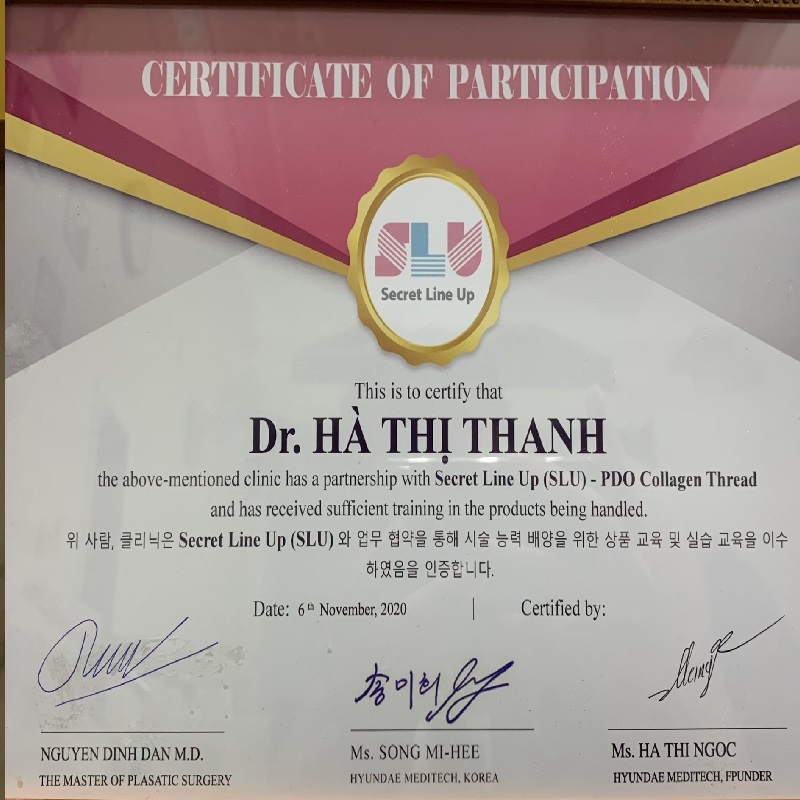 CERTIFICATE OF PARTICIPATION
SLU
Secret Line Up
This is to certify that
Dr. HÀ THỊ THANH
the above-mentioned clinic has a partnership with Secret Line Up (SLU) - PDO Collagen Thread
and has received sufficient training in the products being handled.
위 사람, 클리닉은 Secret Line Up (SLU) 와 업무 협약을 통해 시술 능력 배양을 위한 상품 교육 및 실습 교육을 이수
하였음을 인증합니다.
Date: 6th November, 2020 | Certified by:
송미희
NGUYEN DINH DAN M.D. Ms. SONG MI-HEE Ms. HA THI NGOC
THE MASTER OF PLASATIC SURGERY HYUNDAE MEDITECH, KOREA HYUNDAE MEDITECH, FPUNDER